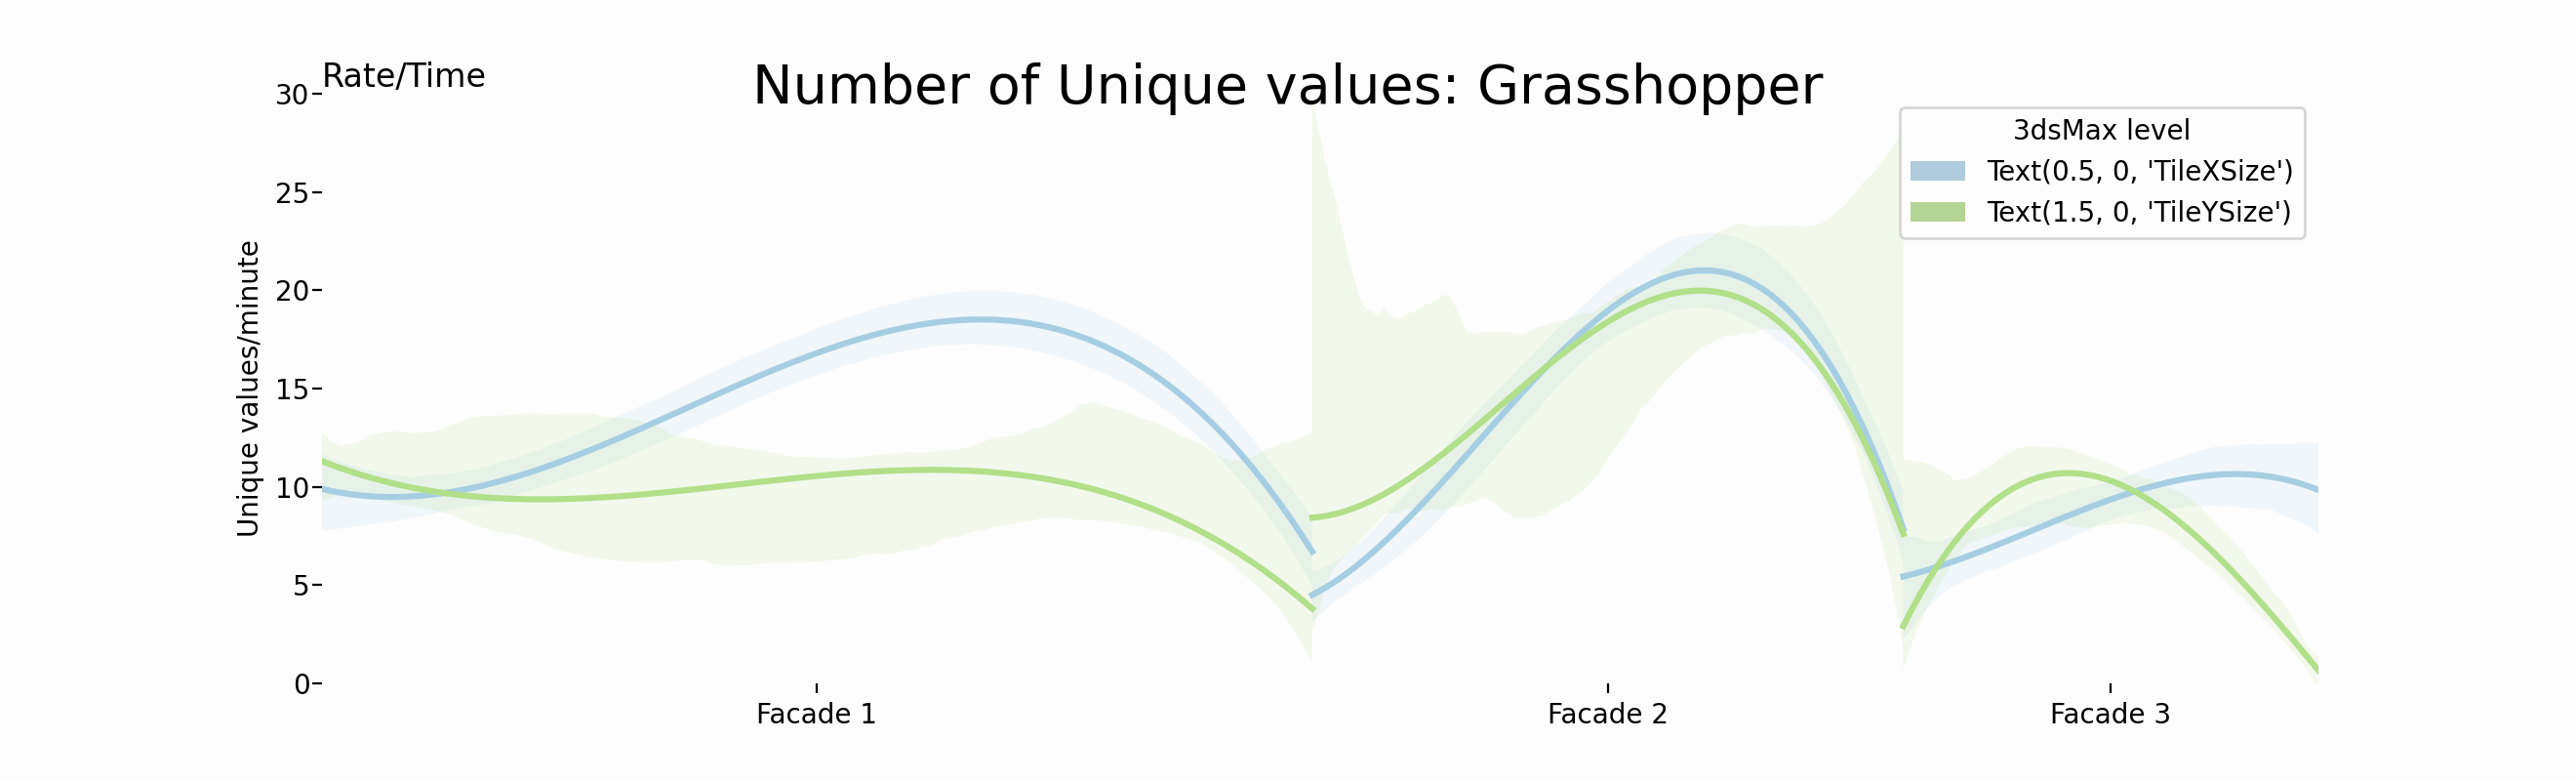 Rate/Time
Number of Unique values: Grasshopper
30
25
20
15
10
5
0
Unique values/minute
3dsMax level
Text(0.5, 0, 'TileXSize')
Text(1.5, 0, 'TileYSize')
Facade 1
Facade 2
Facade 3